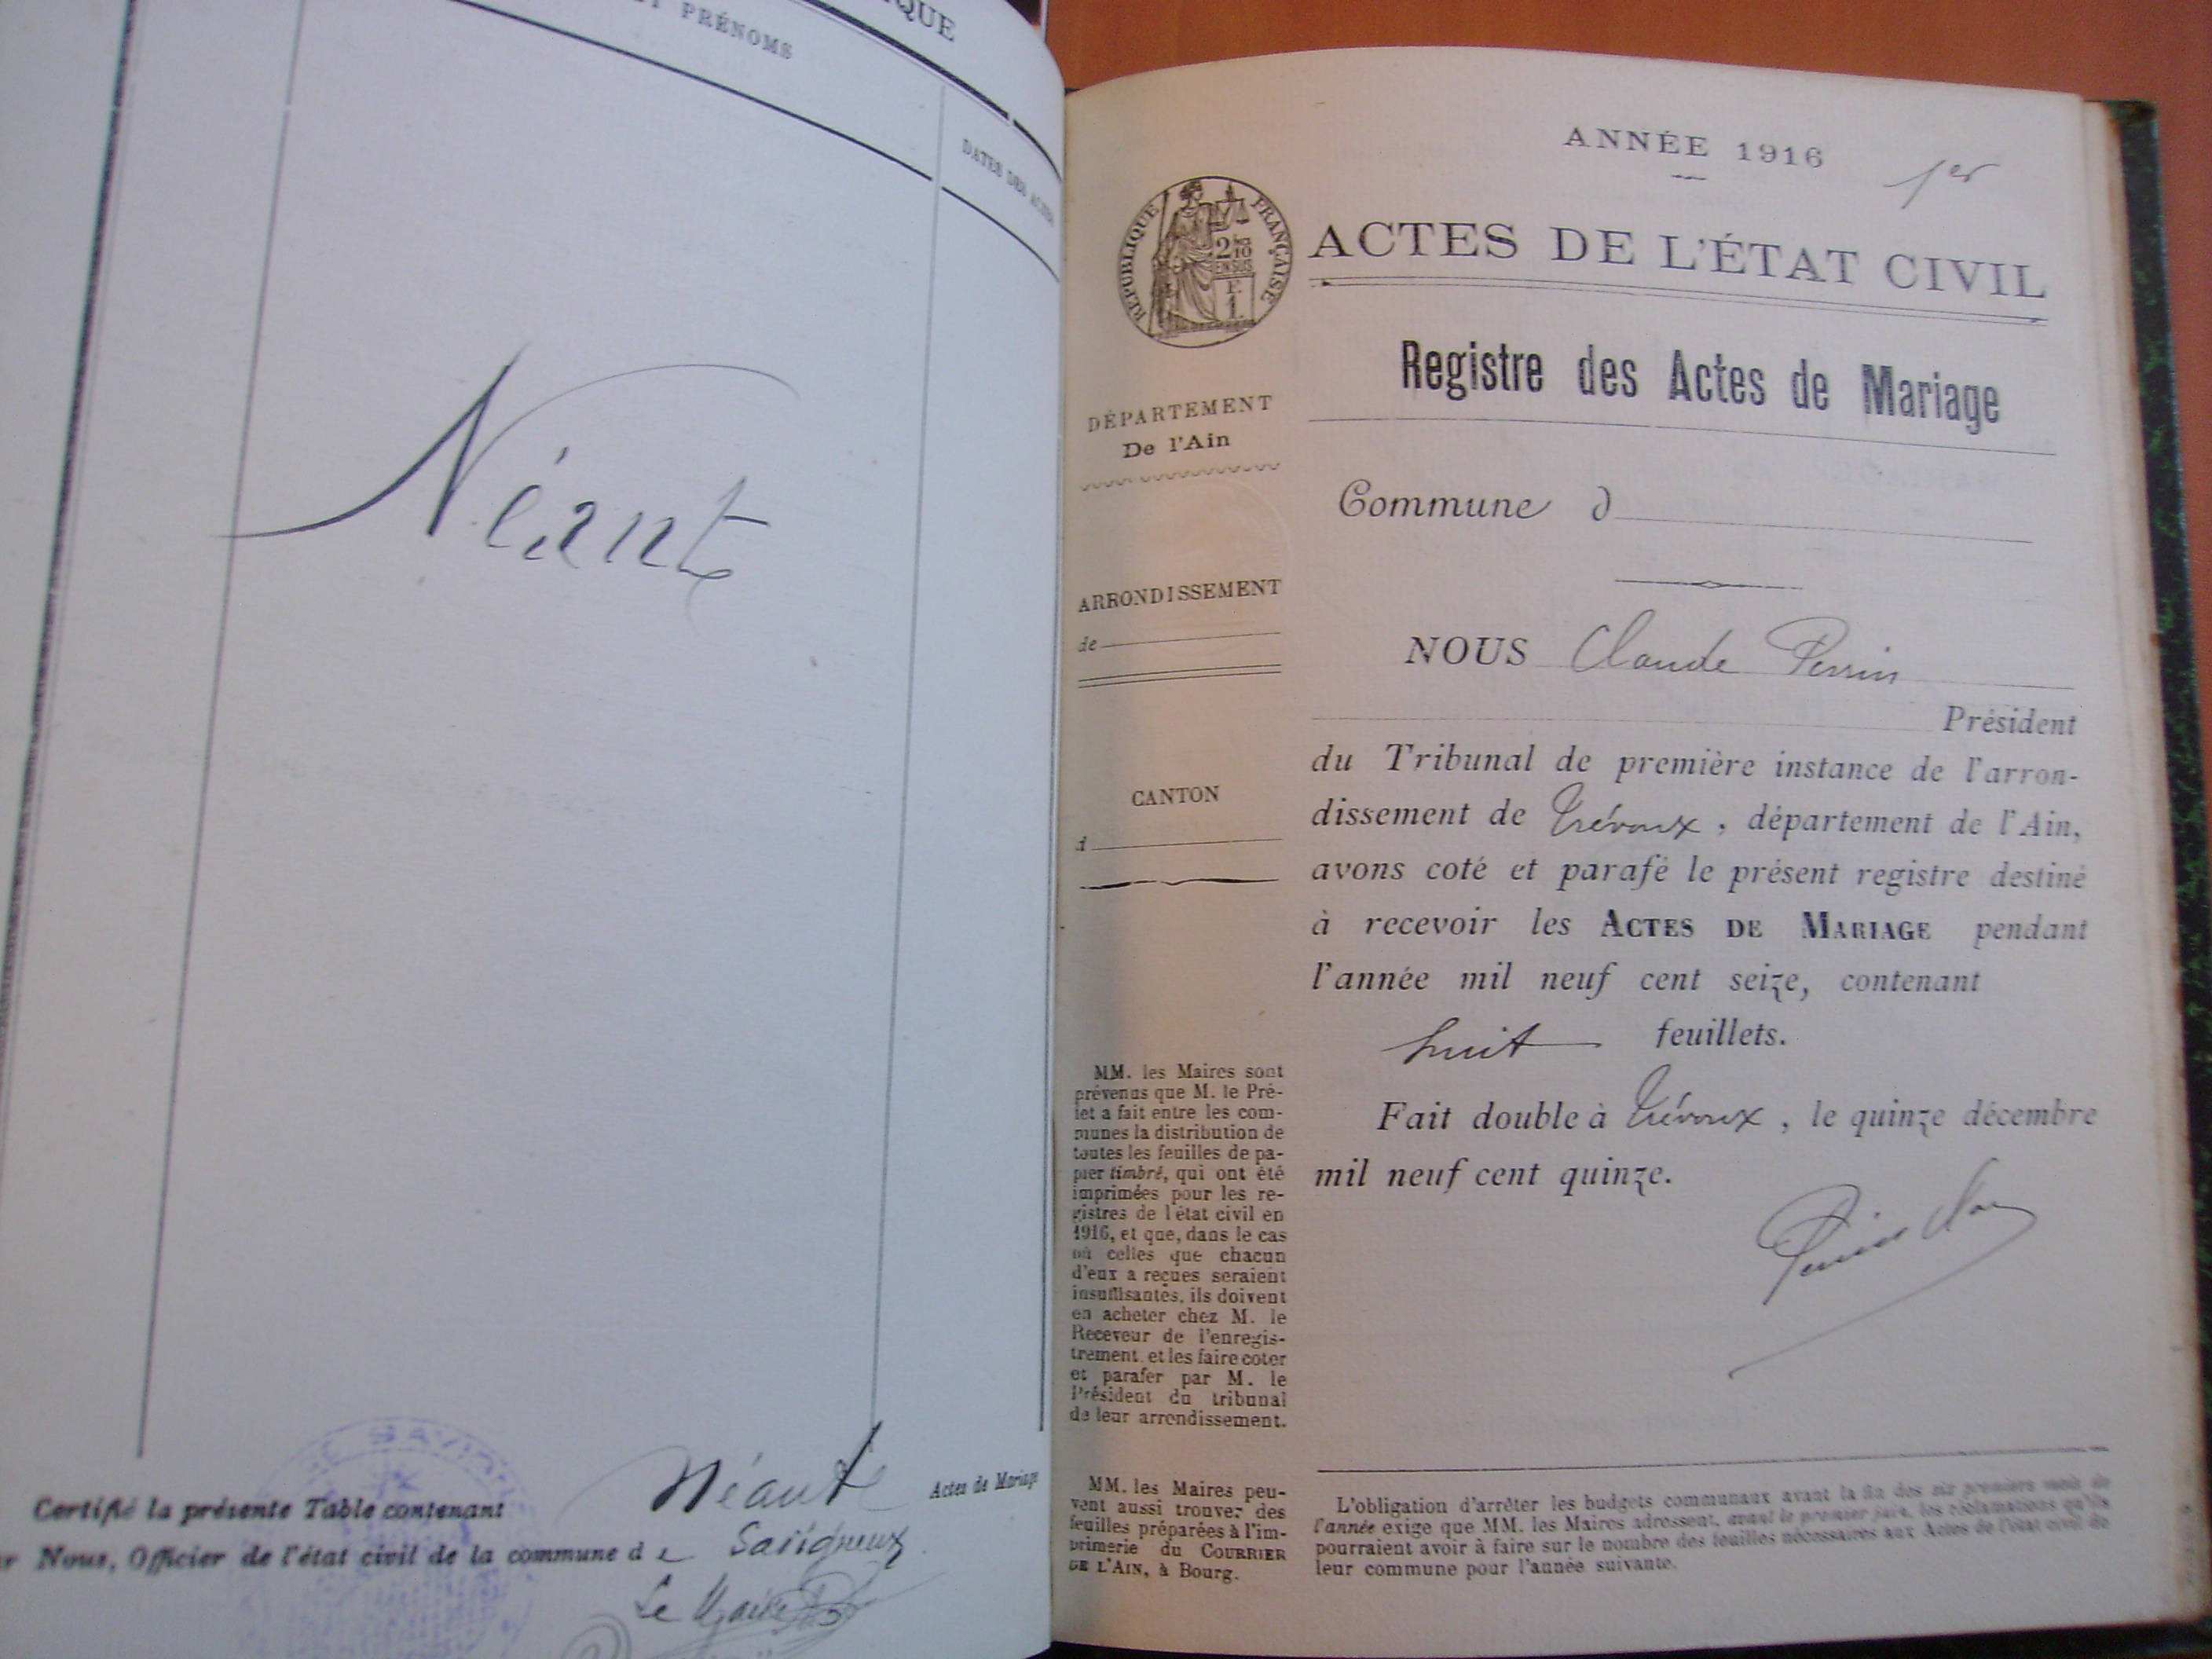 QUE
ET PRÉNOMS
DATES DES ACTES
Néant
Certifié la présente Table contenant Néant Actes de Mariage
r Nous, Officier de l'état civil de la commune de Savigneux
Le Maire
SAVIGNEUX
ANNÉE 1916
1er
RÉPUBLIQUE FRANÇAISE
2 10
EN SUS
ACTES DE L'ÉTAT CIVIL
Registre des Actes de Mariage
DÉPARTEMENT
De l'Ain
Commune d
ARRONDISSEMENT
de
NOUS Claude Perrin
Président
du Tribunal de première instance de l'arron-
dissement de Trévoux, département de l'Ain,
avons coté et parafé le présent registre destiné
à recevoir les ACTES DE MARIAGE pendant
l'année mil neuf cent seize, contenant
huit feuillets.
Fait double à Trévoux, le quinze décembre
mil neuf cent quinze.
CANTON
d
MM. les Maires sont
prévenus que M. le Pré-
fet a fait entre les com-
munes la distribution de
toutes les feuilles de pa-
pier timbré, qui ont été
imprimées pour les re-
gistres de l'état civil en
1916, et que, dans le cas
où celles que chacun
d'eux a reçues seraient
insuffisantes, ils doivent
en acheter chez M. le
Receveur de l'enregis-
trement, et les faire coter
et parafer par M. le
Président du tribunal
de leur arrondissement.
MM. les Maires peu-
vent aussi trouver des
feuilles préparées à l'im-
primerie du COURRIER
DE L'AIN, à Bourg.
L'obligation d'arrêter les budgets communaux avant la fin des six premiers mois de
l'année exige que MM. les Maires adressent, avant le premier juin, les réclamations qu'ils
pourraient avoir à faire sur le nombre des feuilles nécessaires aux Actes de l'état civil de
leur commune pour l'année suivante.